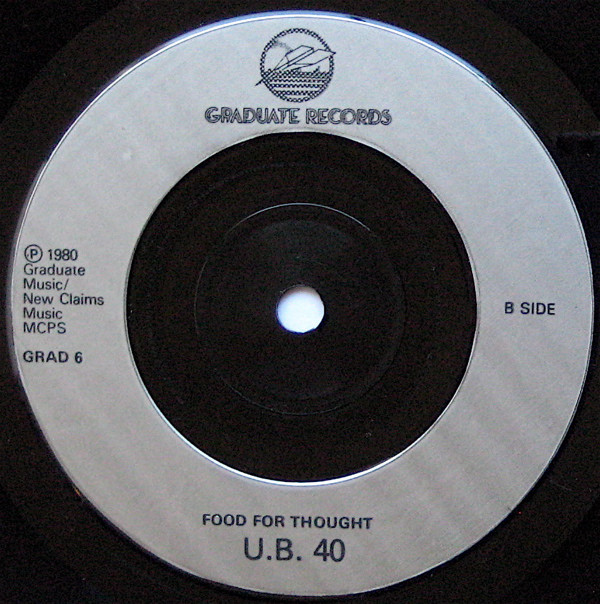 GRADUATE RECORDS
℗ 1980
Graduate
Music/
New Claims
Music
MCPS
GRAD 6
B SIDE
FOOD FOR THOUGHT
U.B. 40